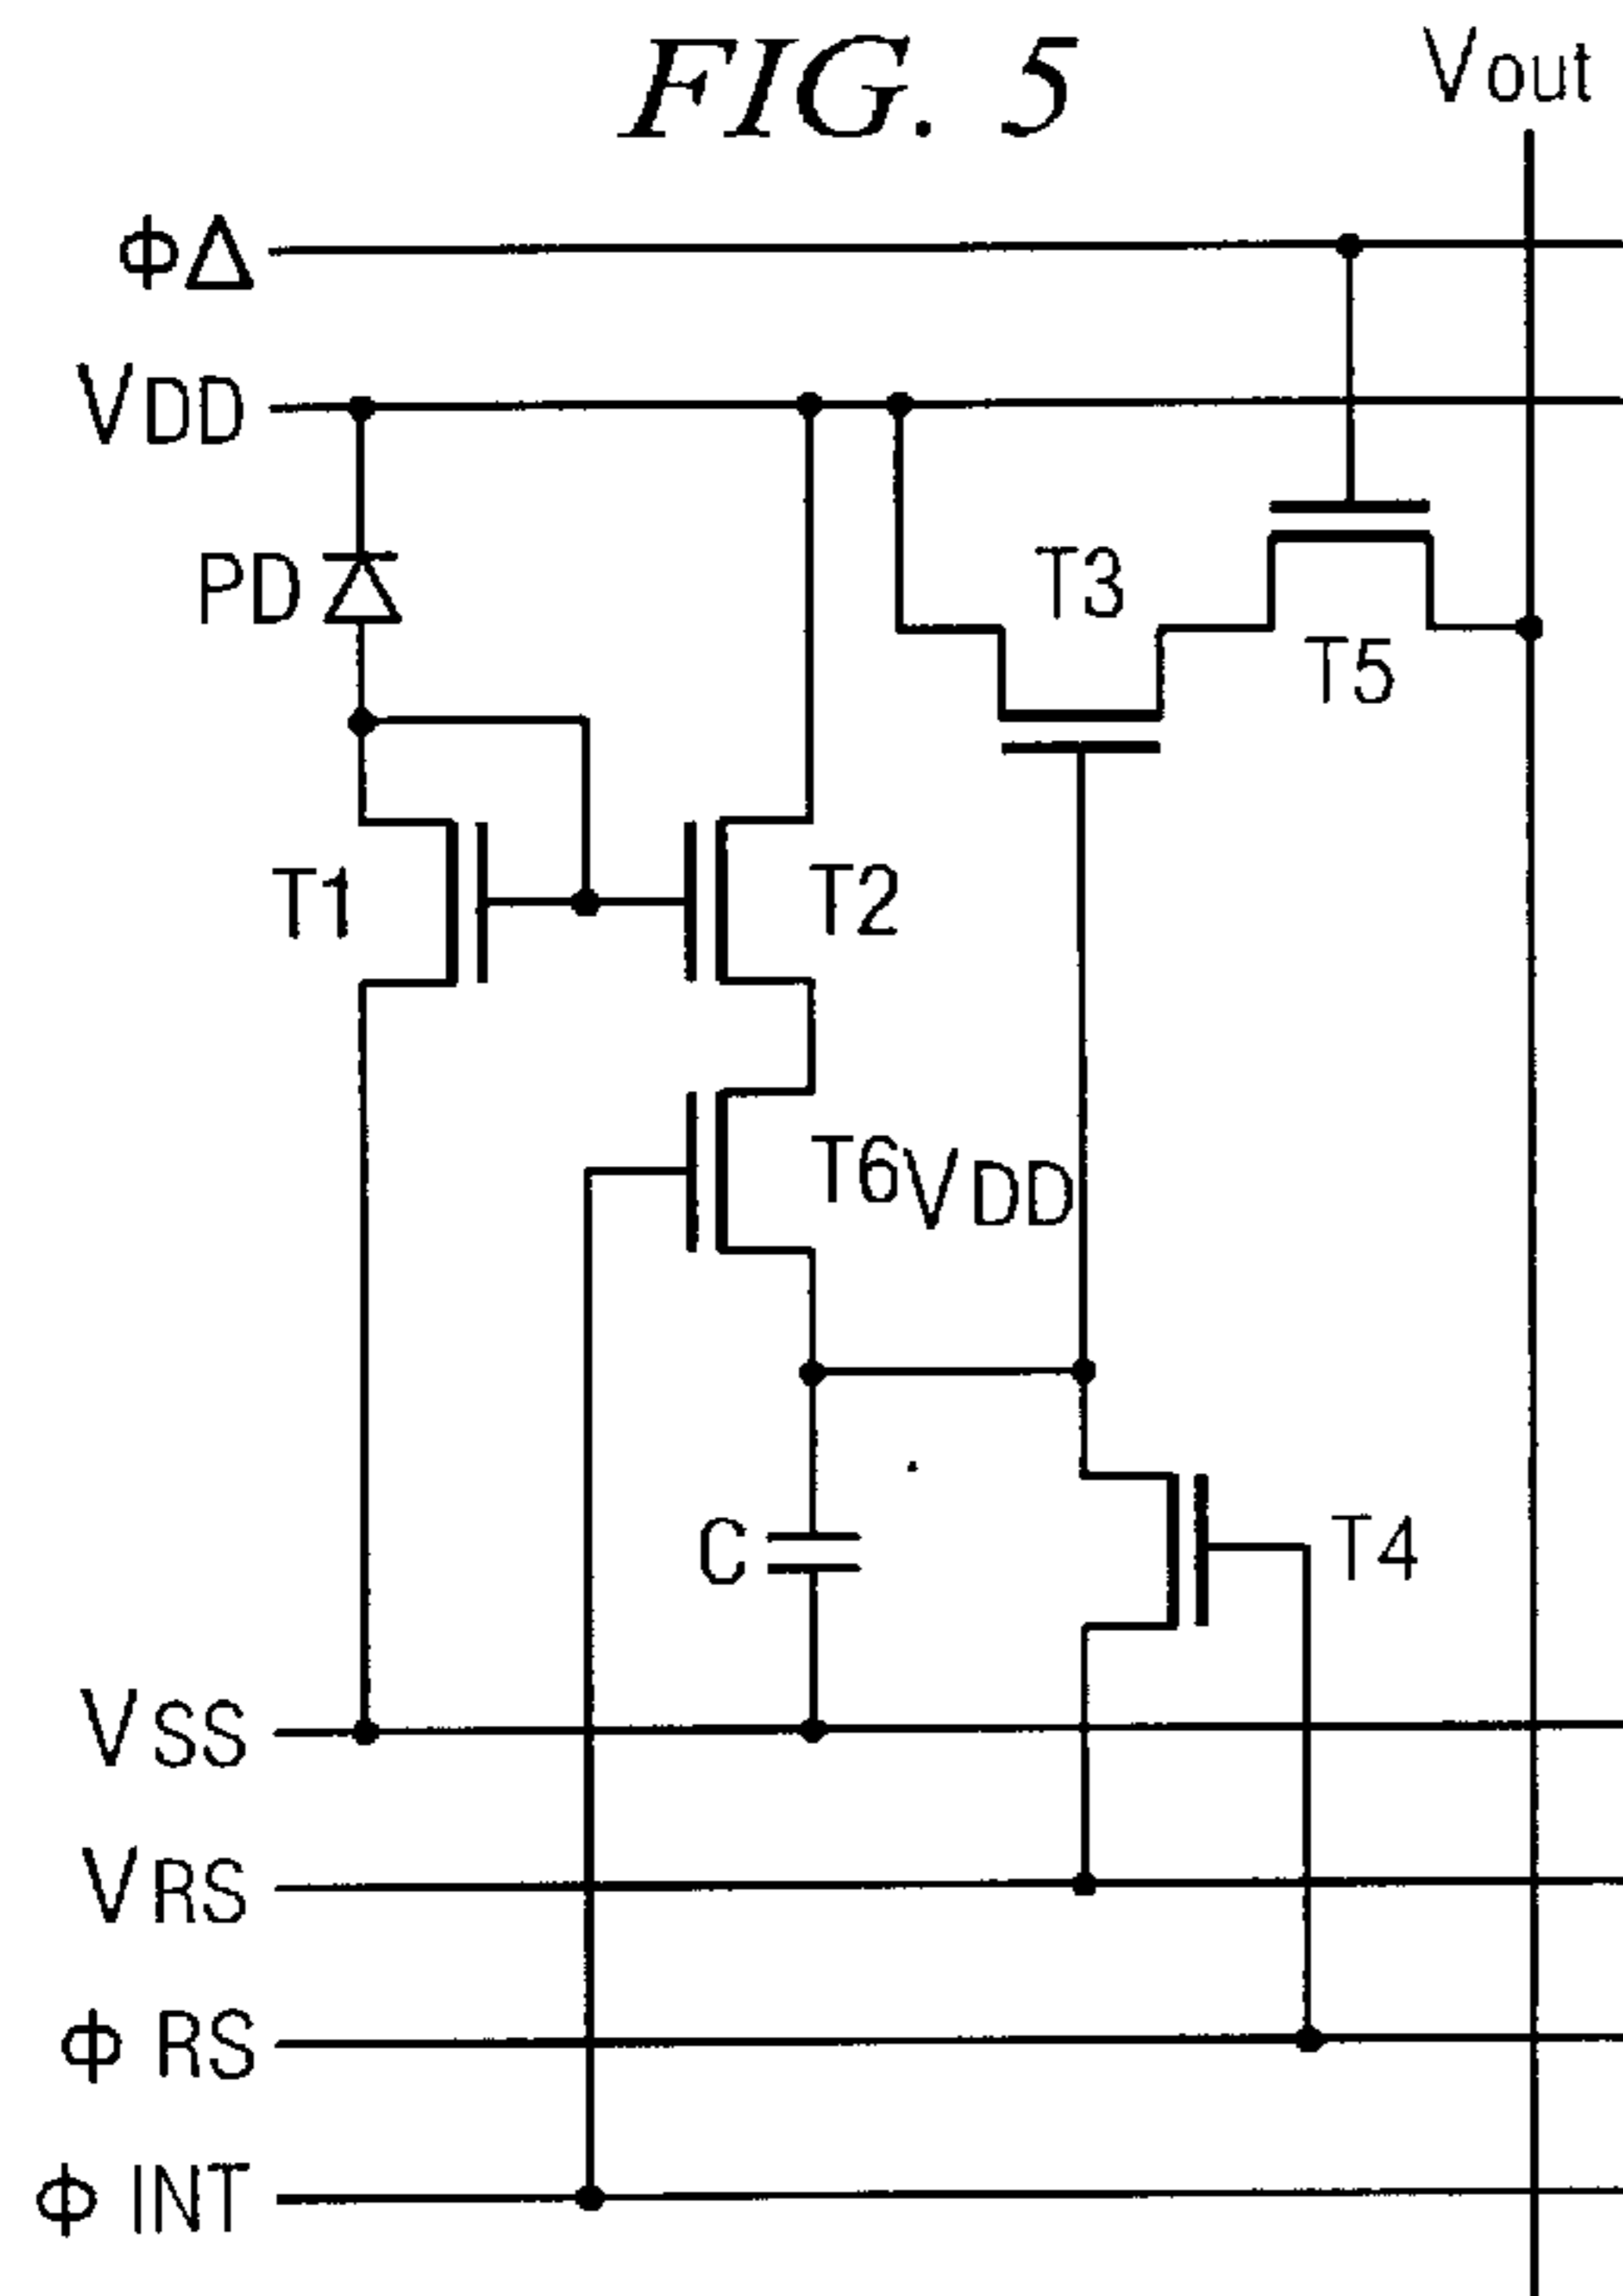 FIG. 5
Vout
ΦΔ
VDD
PD
T3
T5
T1
T2
T6
VDD
C
T4
VSS
VRS
Φ RS
Φ INT